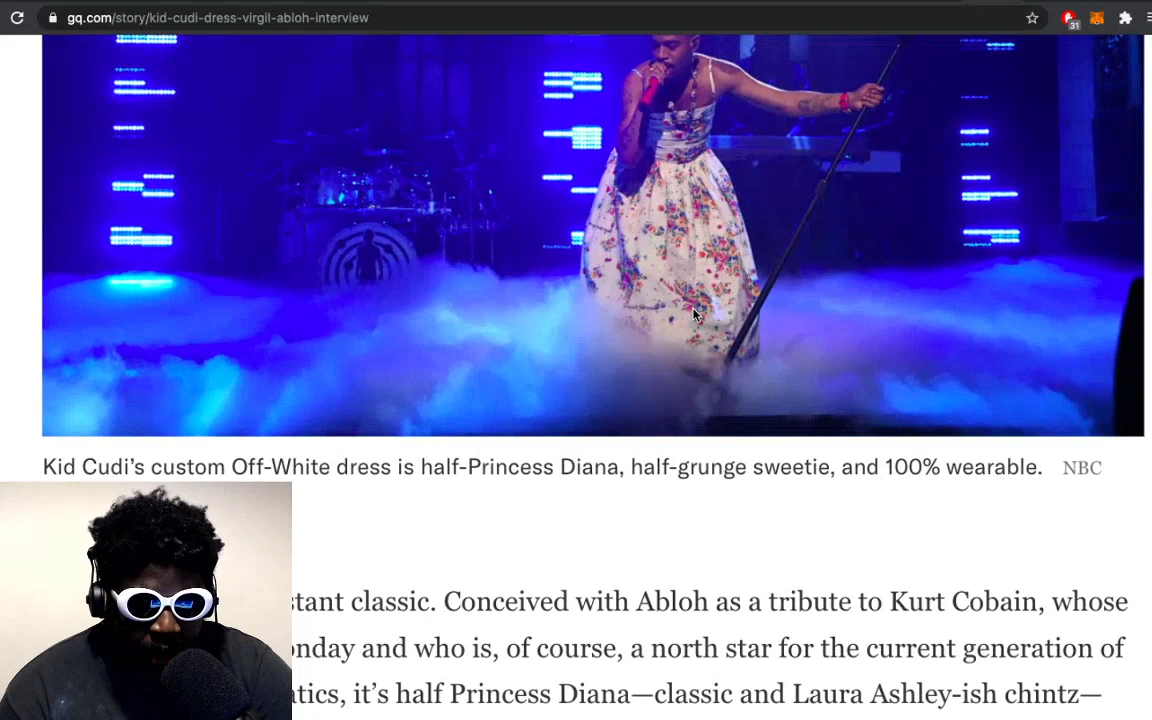 gq.com/story/kid-cudi-dress-virgil-abloh-interview
31
Kid Cudi’s custom Off-White dress is half-Princess Diana, half-grunge sweetie, and 100% wearable. NBC
stant classic. Conceived with Abloh as a tribute to Kurt Cobain, whose
onday and who is, of course, a north star for the current generation of
tics, it’s half Princess Diana—classic and Laura Ashley-ish chintz—